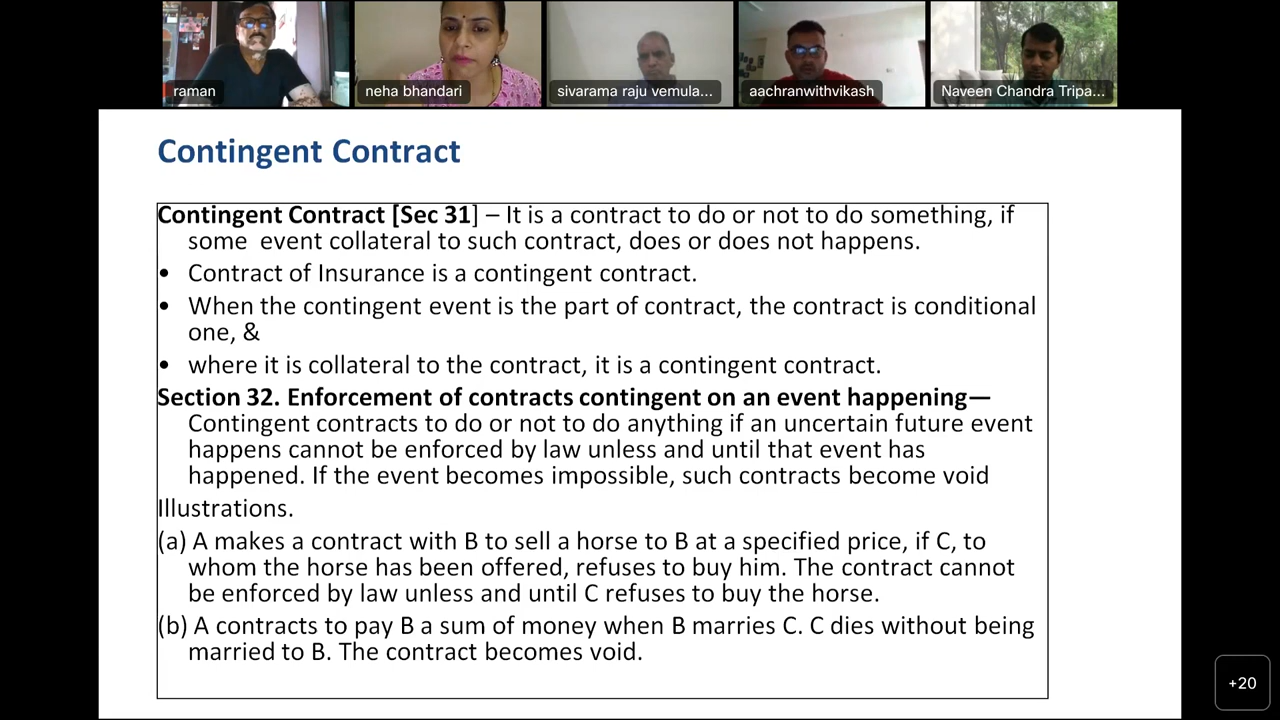 raman
neha bhandari
sivarama raju vemula...
aachranwithvikash
Naveen Chandra Tripa...
Contingent Contract
Contingent Contract [Sec 31] – It is a contract to do or not to do something, if
some event collateral to such contract, does or does not happens.
• Contract of Insurance is a contingent contract.
• When the contingent event is the part of contract, the contract is conditional
one, &
• where it is collateral to the contract, it is a contingent contract.
Section 32. Enforcement of contracts contingent on an event happening—
Contingent contracts to do or not to do anything if an uncertain future event
happens cannot be enforced by law unless and until that event has
happened. If the event becomes impossible, such contracts become void
Illustrations.
(a) A makes a contract with B to sell a horse to B at a specified price, if C, to
whom the horse has been offered, refuses to buy him. The contract cannot
be enforced by law unless and until C refuses to buy the horse.
(b) A contracts to pay B a sum of money when B marries C. C dies without being
married to B. The contract becomes void.
+20